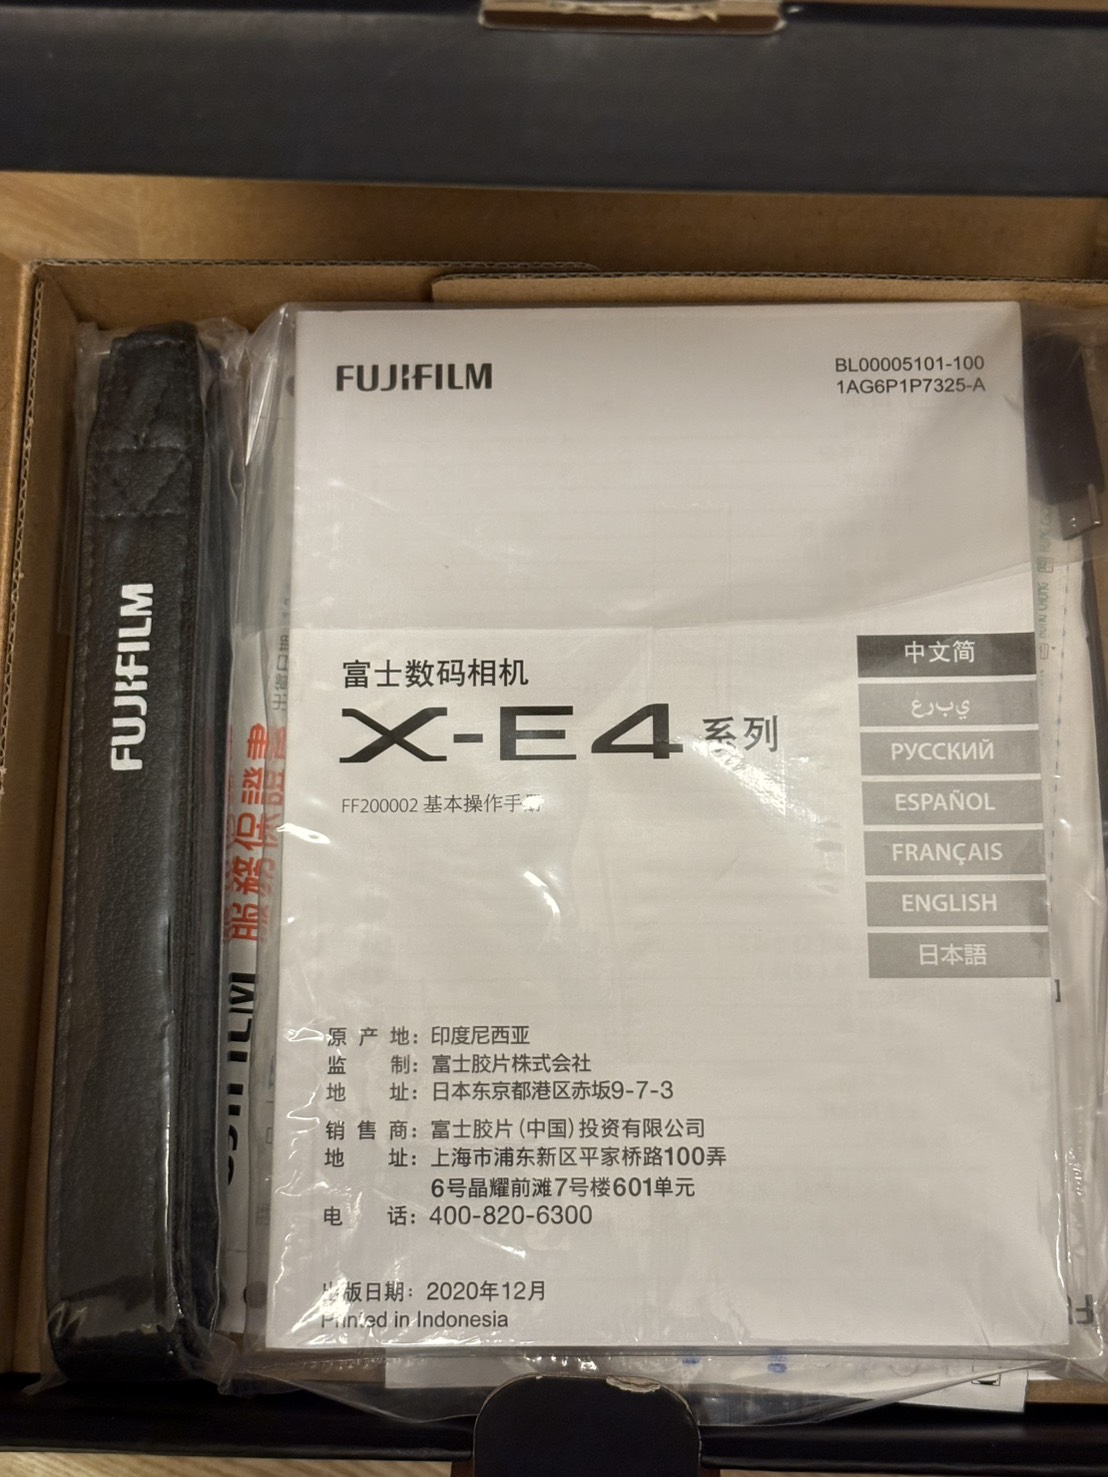 FUJIFILM
BL00005101-100
1AG6P1P7325-A
富士数码相机
X-E4 系列
FF200002 基本操作手册
中文简
عربي
РУССКИЙ
ESPAÑOL
FRANÇAIS
ENGLISH
日本語
原产地：印度尼西亚
监制：富士胶片株式会社
地址：日本东京都港区赤坂9-7-3
销售商：富士胶片（中国）投资有限公司
地址：上海市浦东新区平家桥路100弄
6号晶耀前滩7号楼601单元
电话：400-820-6300
出版日期：2020年12月
Printed in Indonesia
FUJIFILM
服務保證書